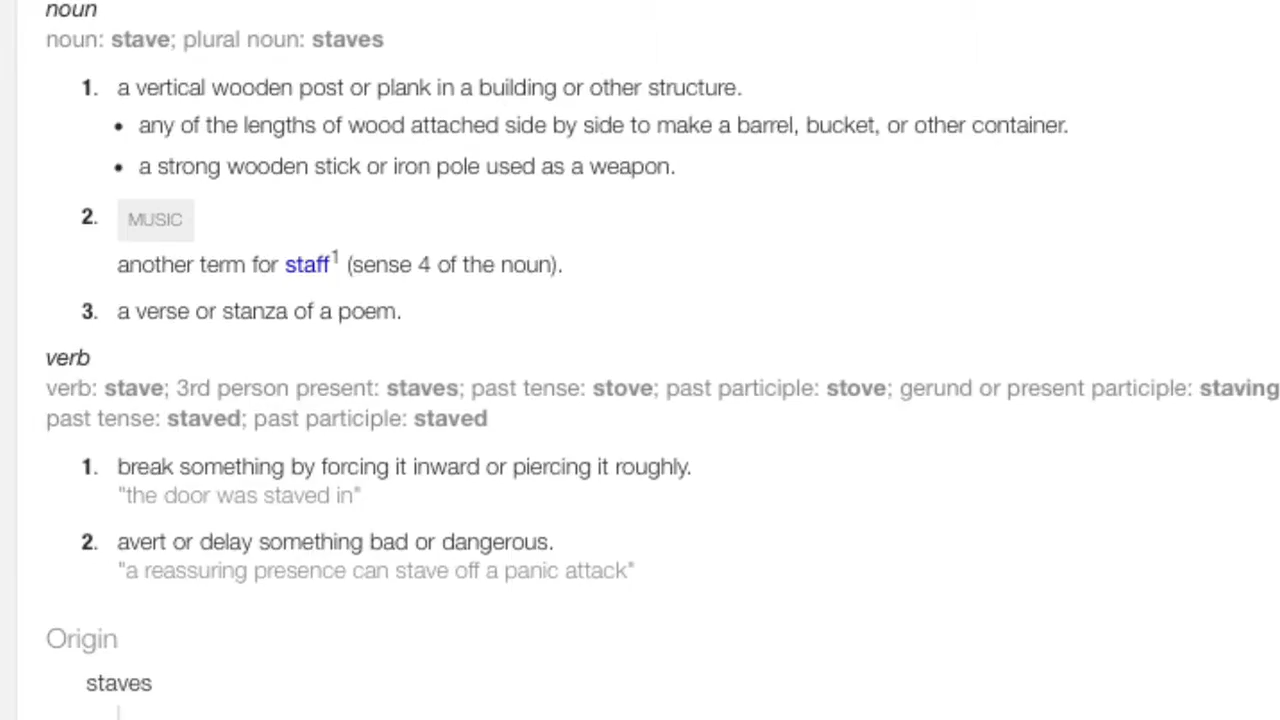 noun
noun: stave; plural noun: staves
1. a vertical wooden post or plank in a building or other structure.
• any of the lengths of wood attached side by side to make a barrel, bucket, or other container.
• a strong wooden stick or iron pole used as a weapon.
2. MUSIC
another term for staff1 (sense 4 of the noun).
3. a verse or stanza of a poem.
verb
verb: stave; 3rd person present: staves; past tense: stove; past participle: stove; gerund or present participle: staving
past tense: staved; past participle: staved
1. break something by forcing it inward or piercing it roughly.
"the door was staved in"
2. avert or delay something bad or dangerous.
"a reassuring presence can stave off a panic attack"
Origin
staves